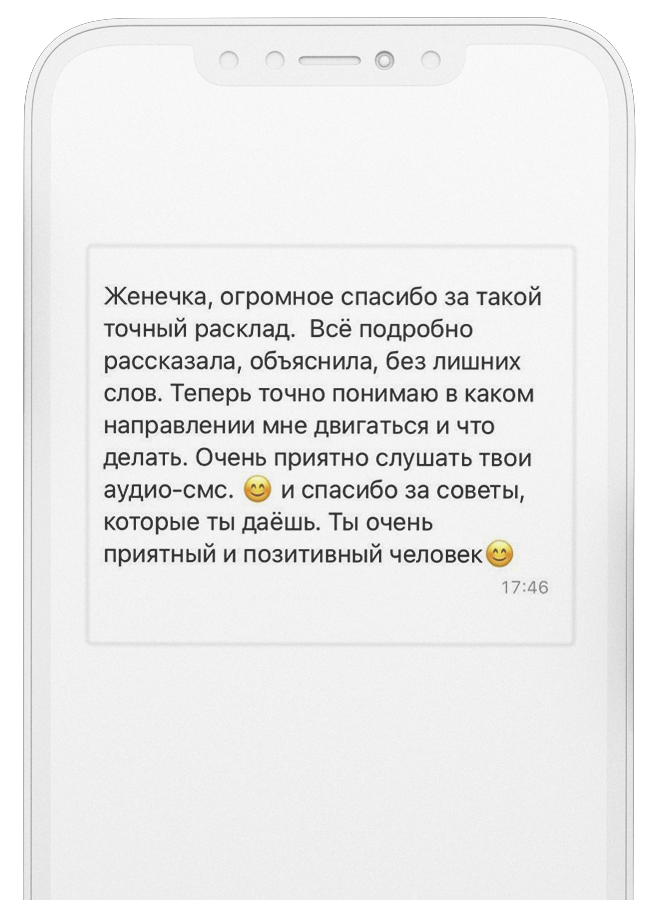 Женечка, огромное спасибо за такой
точный расклад.  Всё подробно
рассказала, объяснила, без лишних
слов. Теперь точно понимаю в каком
направлении мне двигаться и что
делать. Очень приятно слушать твои
аудио-смс. 😊 и спасибо за советы,
которые ты даёшь. Ты очень
приятный и позитивный человек😊
17:46